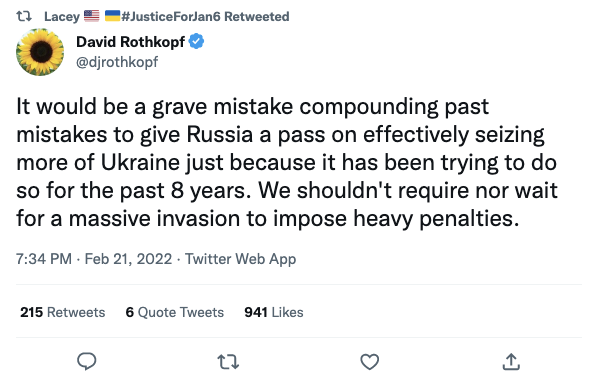 Lacey 🇺🇸 🇺🇦#JusticeForJan6 Retweeted
David Rothkopf
@djrothkopf
It would be a grave mistake compounding past
mistakes to give Russia a pass on effectively seizing
more of Ukraine just because it has been trying to do
so for the past 8 years. We shouldn't require nor wait
for a massive invasion to impose heavy penalties.
7:34 PM · Feb 21, 2022 · Twitter Web App
215 Retweets 6 Quote Tweets 941 Likes